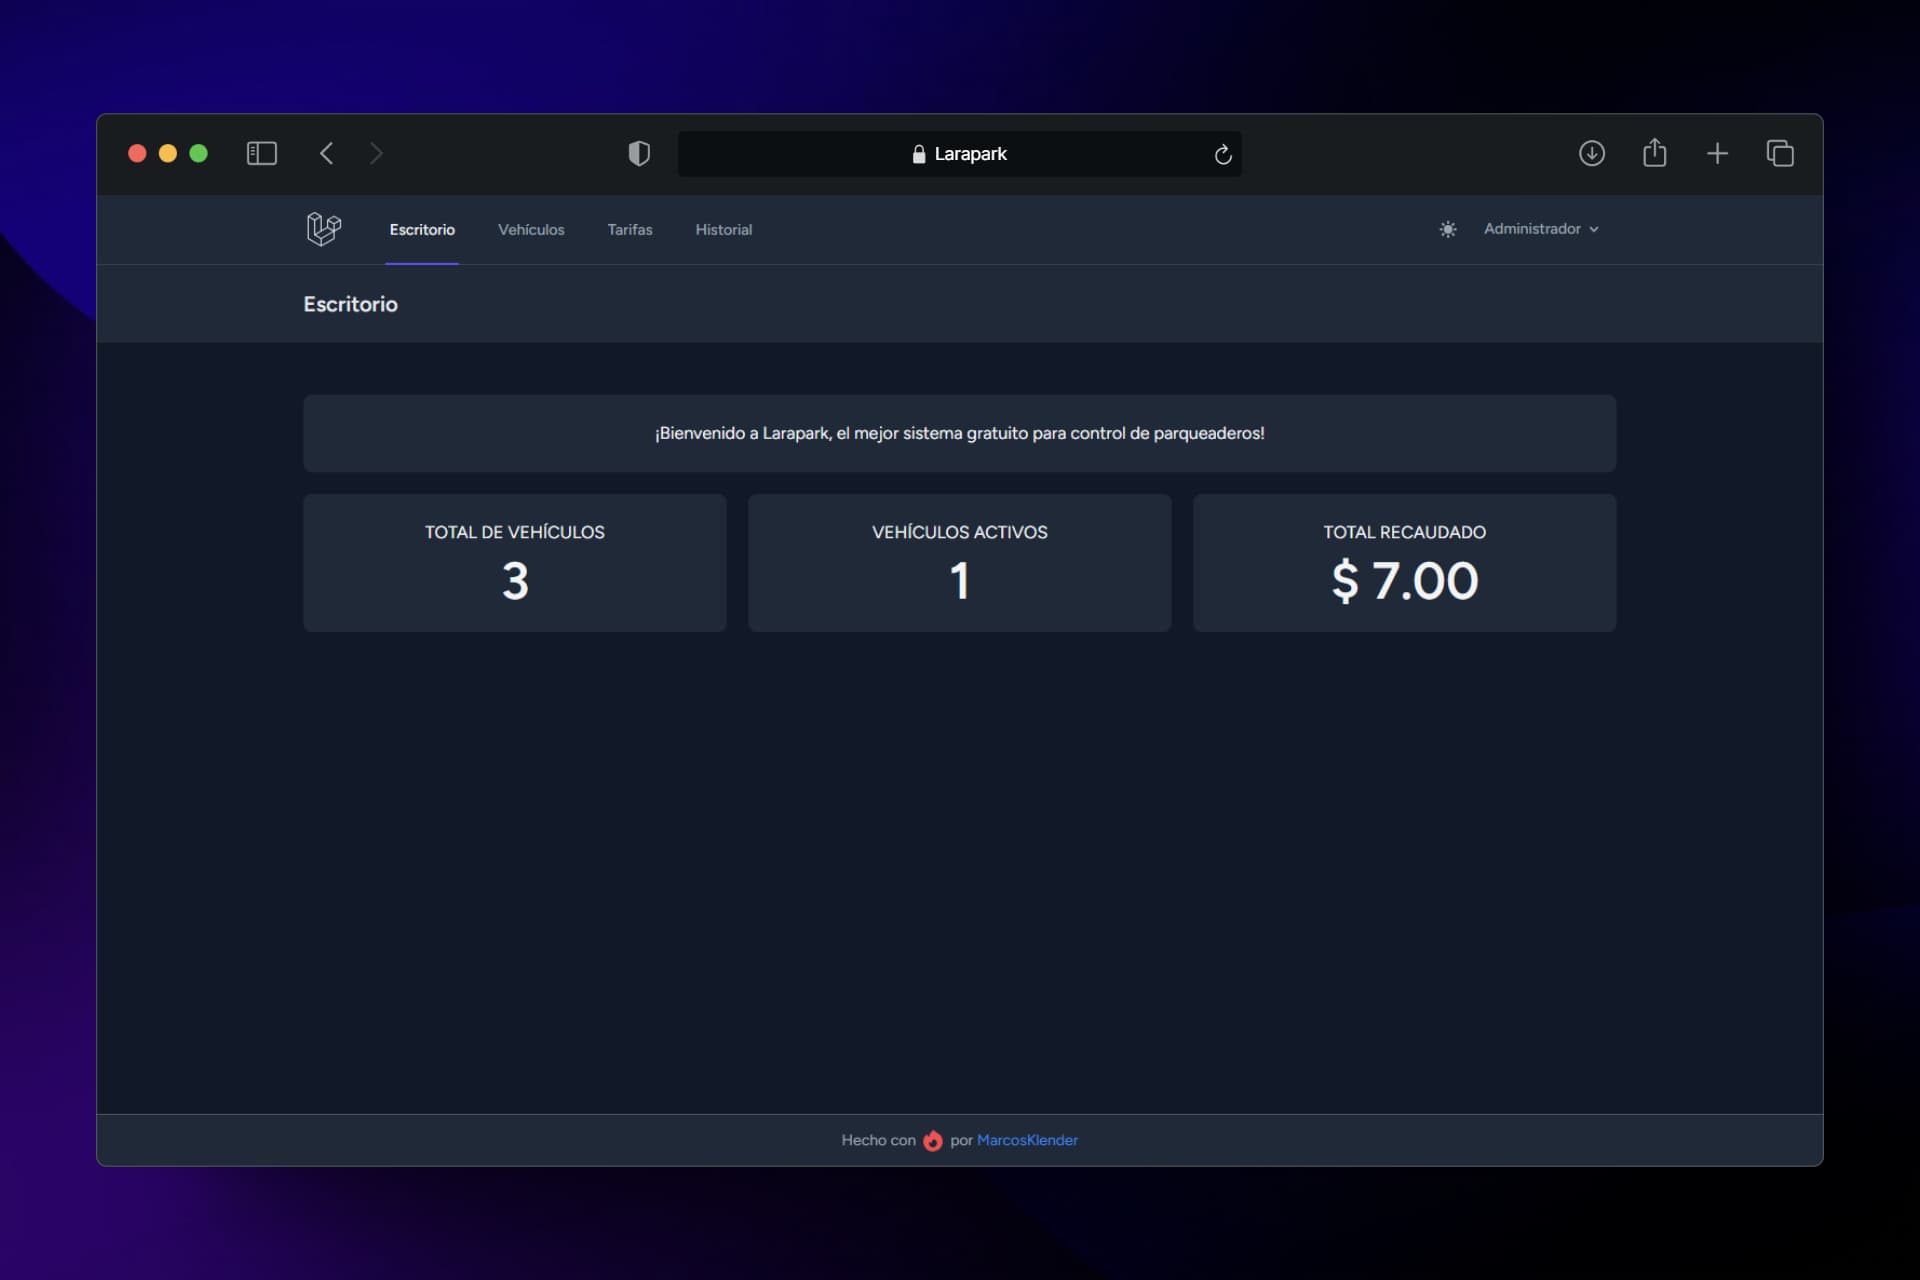 Larapark
Escritorio
Vehículos
Tarifas
Historial
Administrador
Escritorio
¡Bienvenido a Larapark, el mejor sistema gratuito para control de parqueaderos!
TOTAL DE VEHÍCULOS
3
VEHÍCULOS ACTIVOS
1
TOTAL RECAUDADO
$ 7.00
Hecho con por MarcosKlender